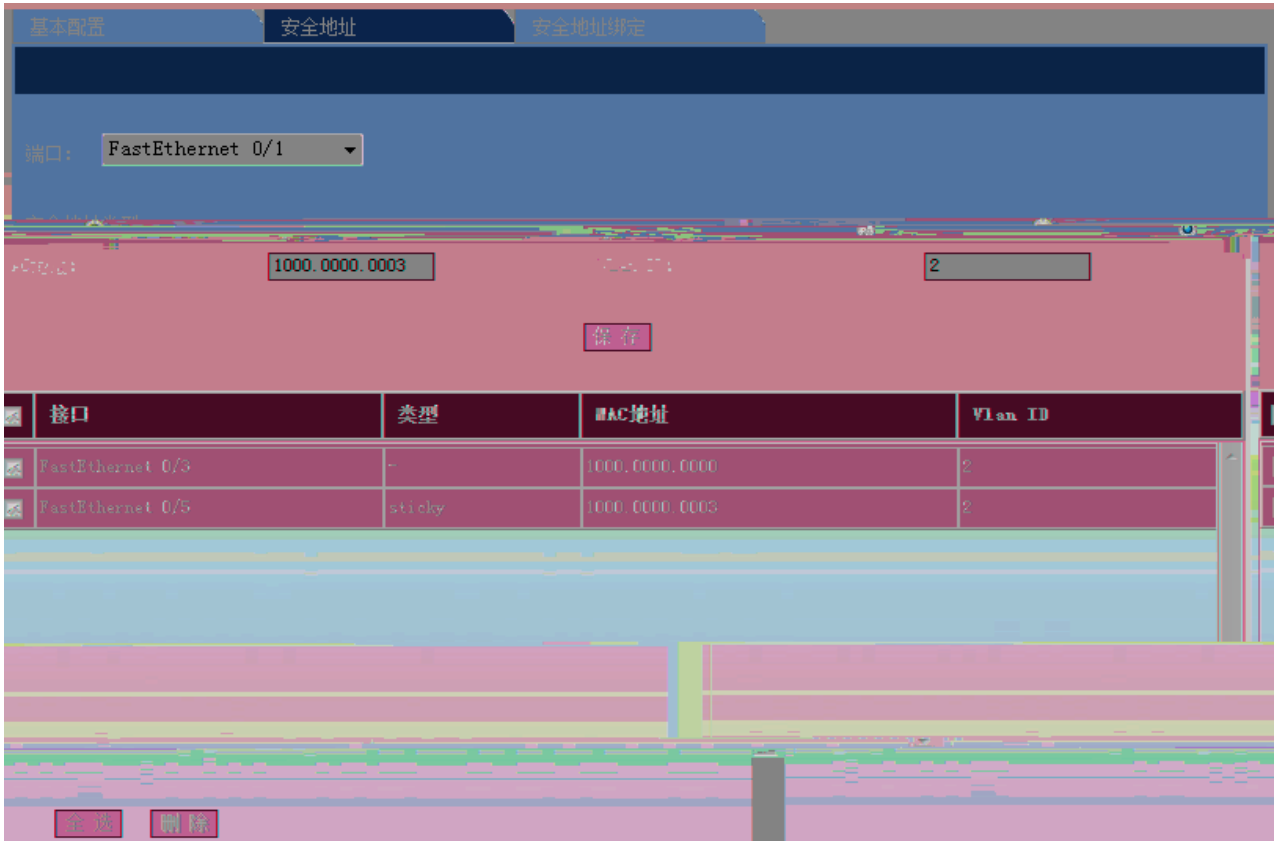 基本配置 安全地址 安全地址绑定
端口: FastEthernet 0/1
1000.0000.0003 2
保 存
接口 类型 MAC地址 Vlan ID
FastEthernet 0/3 - 1000.0000.0000 2
FastEthernet 0/5 sticky 1000.0000.0003 2
全 选 删 除